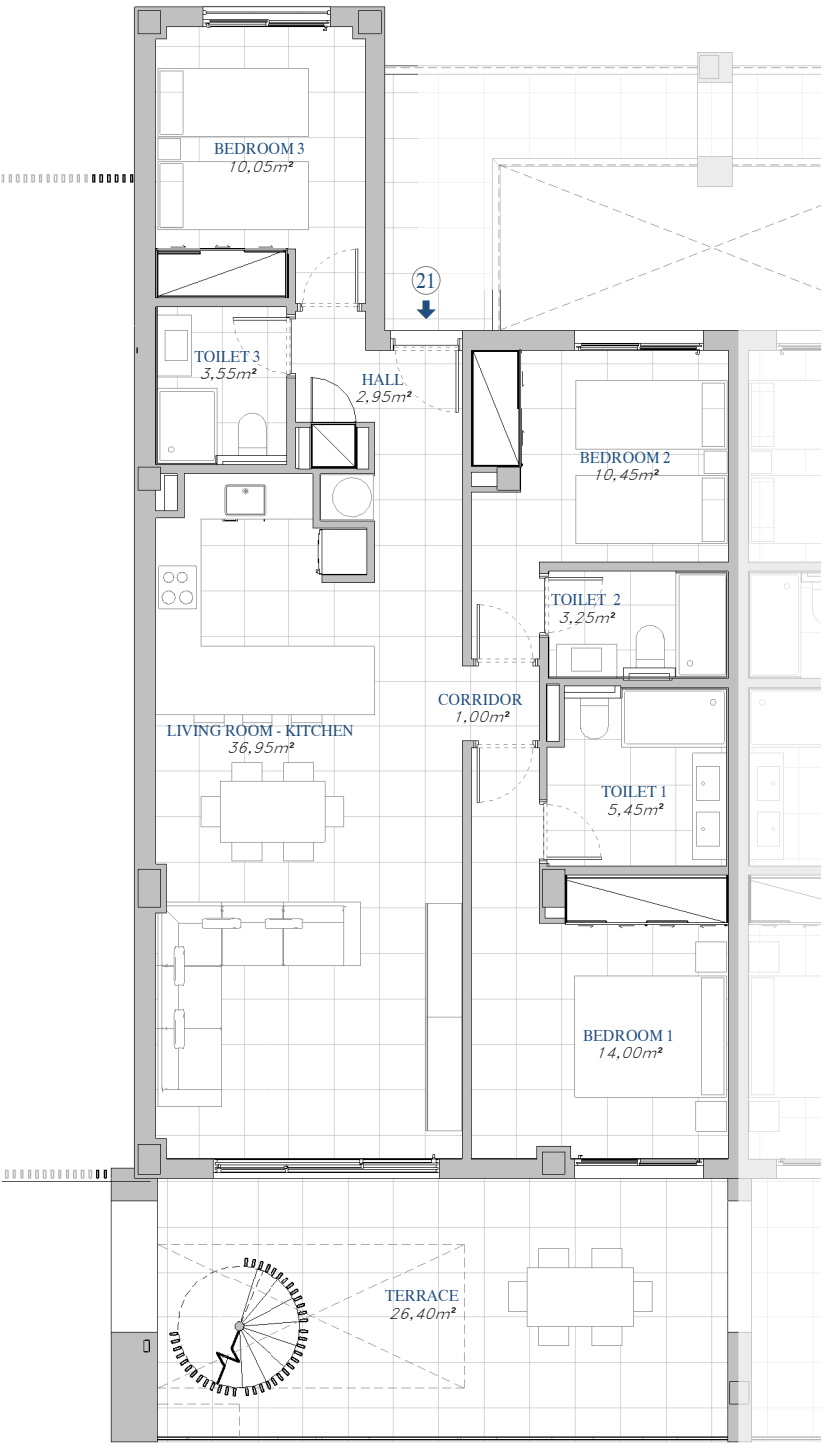 BEDROOM 3
10,05m²
21
TOILET 3
3,55m²
HALL
2,95m²
BEDROOM 2
10,45m²
TOILET 2
3,25m²
CORRIDOR
1,00m²
LIVING ROOM - KITCHEN
36,95m²
TOILET 1
5,45m²
BEDROOM 1
14,00m²
TERRACE
26,40m²